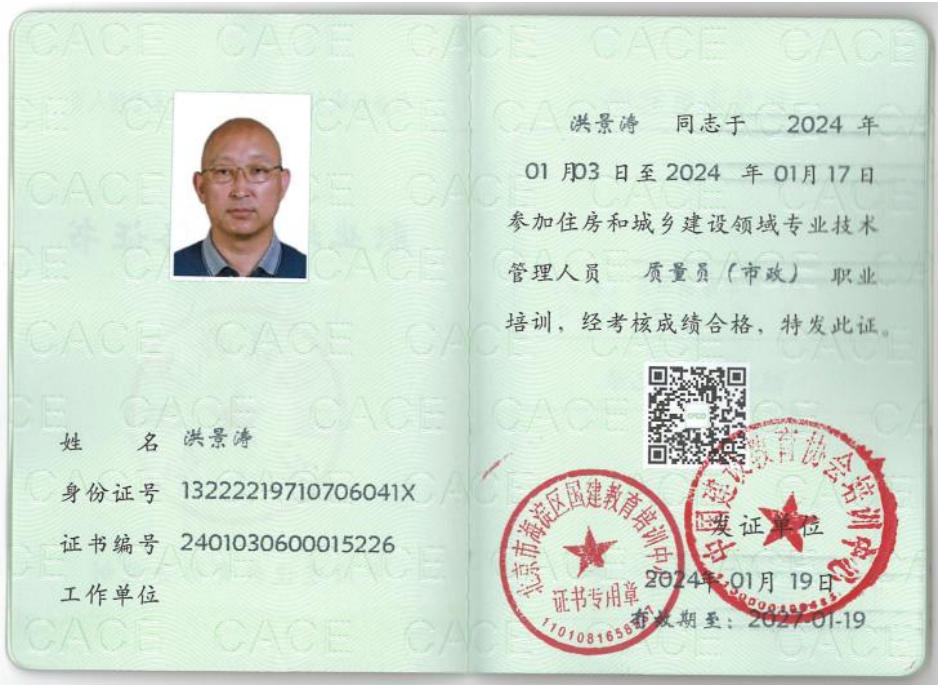 姓 名 洪景涛
身份证号 13222219710706041X
证书编号 2401030600015226
工作单位
洪景涛 同志于 2024 年
01 月03 日至 2024 年 01月 17 日
参加住房和城乡建设领域专业技术
管理人员 质量员（市政） 职业
培训，经考核成绩合格，特发此证。
北京市海淀区国建教育培训中心
证书专用章
中国建设教育协会培训中心
发证单位
2024年 01月 19日
有效期至：2027-01-19
CACE